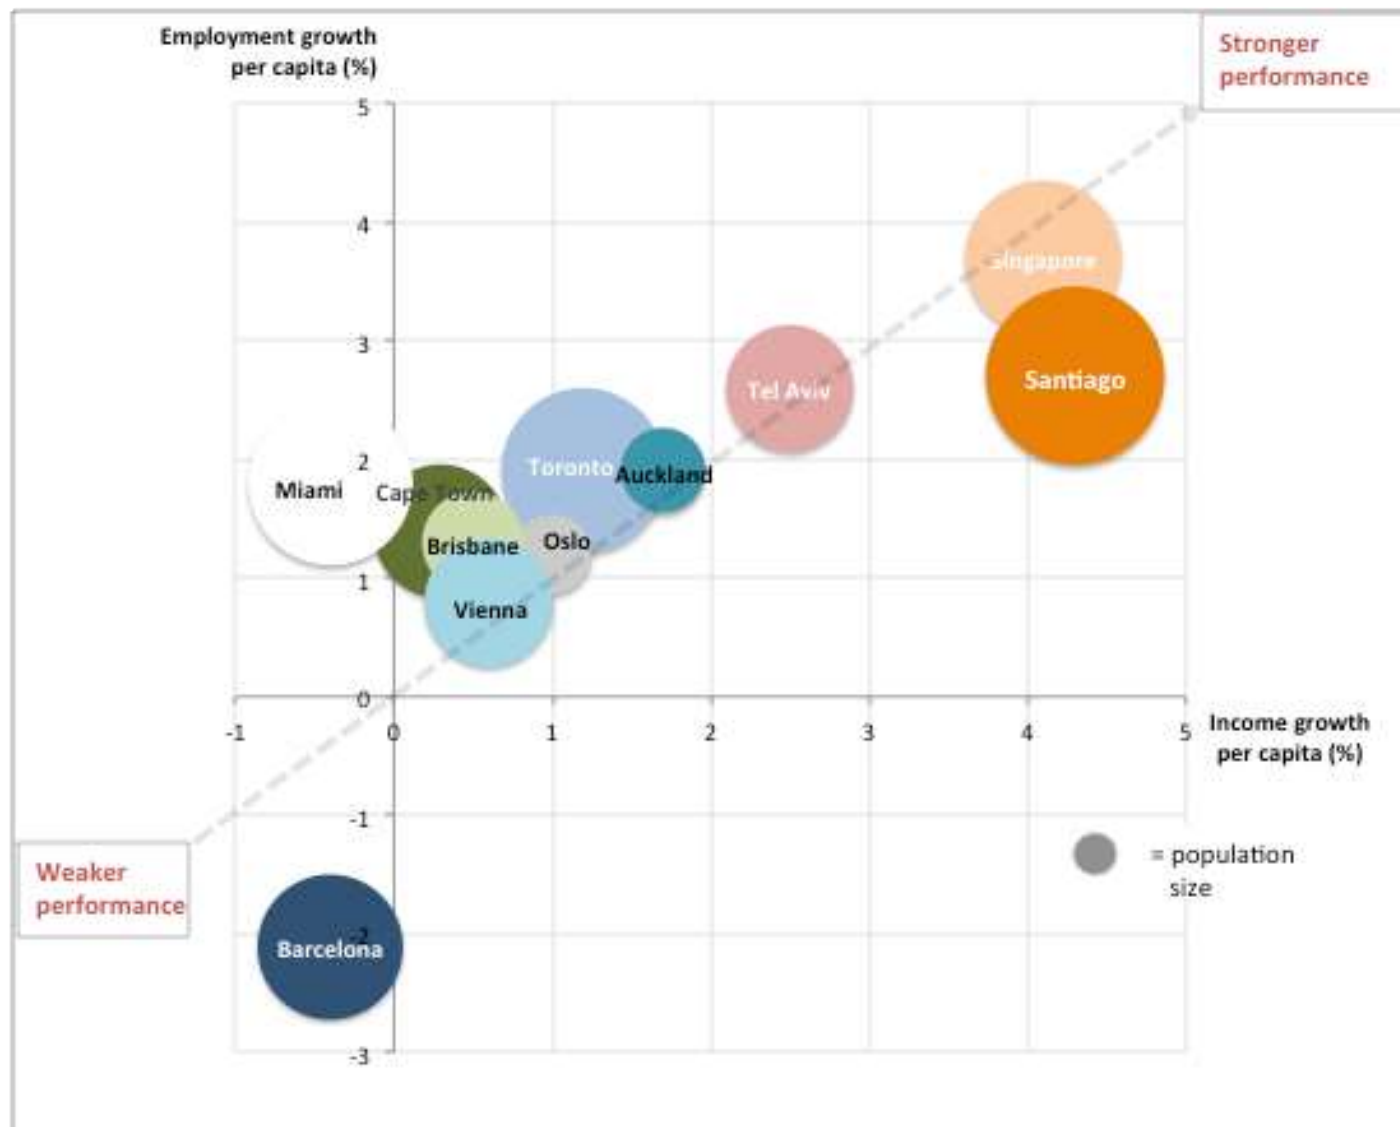 Employment growth
per capita (%)
Stronger
performance
5
4
Singapore
3
Santiago
Tel Aviv
2
Toronto
Auckland
Miami
Cape Town
Oslo
Brisbane
1
Vienna
0
-1
0
1
2
3
4
5
Income growth
per capita (%)
-1
= population
size
Weaker
performance
-2
Barcelona
-3